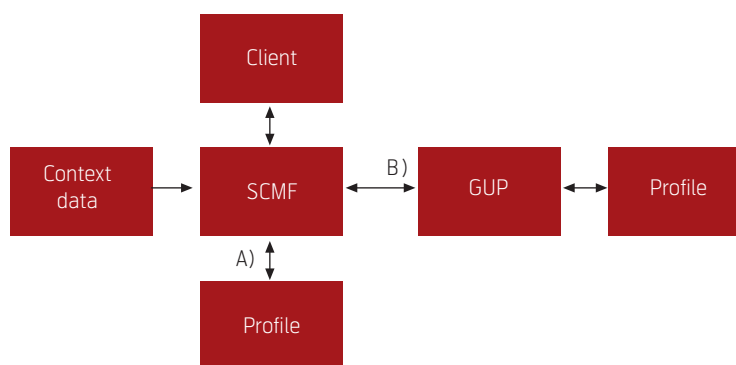 Client
Context
data
SCMF
B)
GUP
Profile
A)
Profile